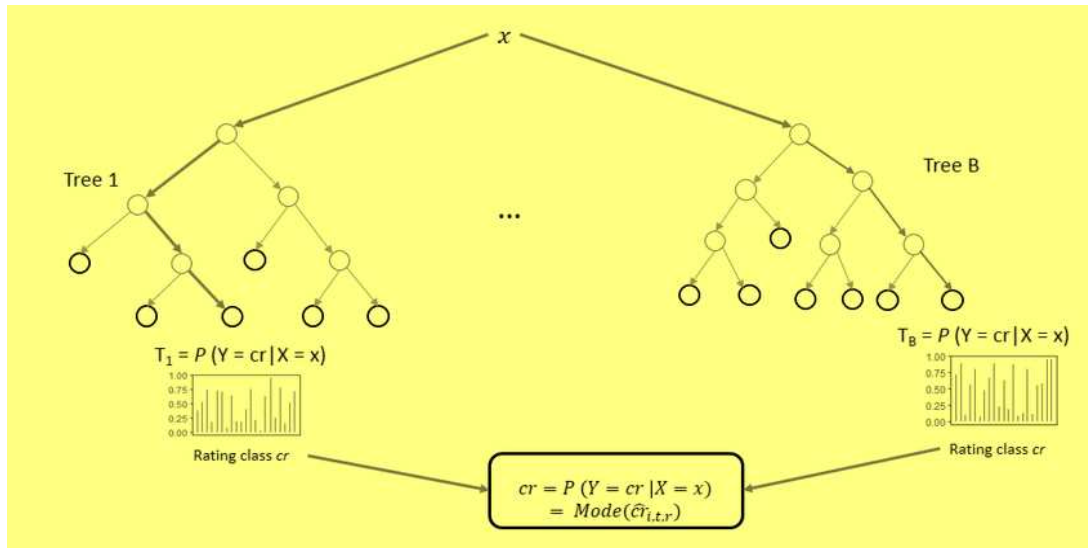 x
Tree 1
...
Tree B
T₁ = P (Y = cr|X = x)
1.00
0.75
0.50
0.25
0.00
Rating class cr
T_B = P (Y = cr|X = x)
1.00
0.75
0.50
0.25
0.00
Rating class cr
cr = P (Y = cr |X = x)
= Mode(ĉr_{i,t,r})